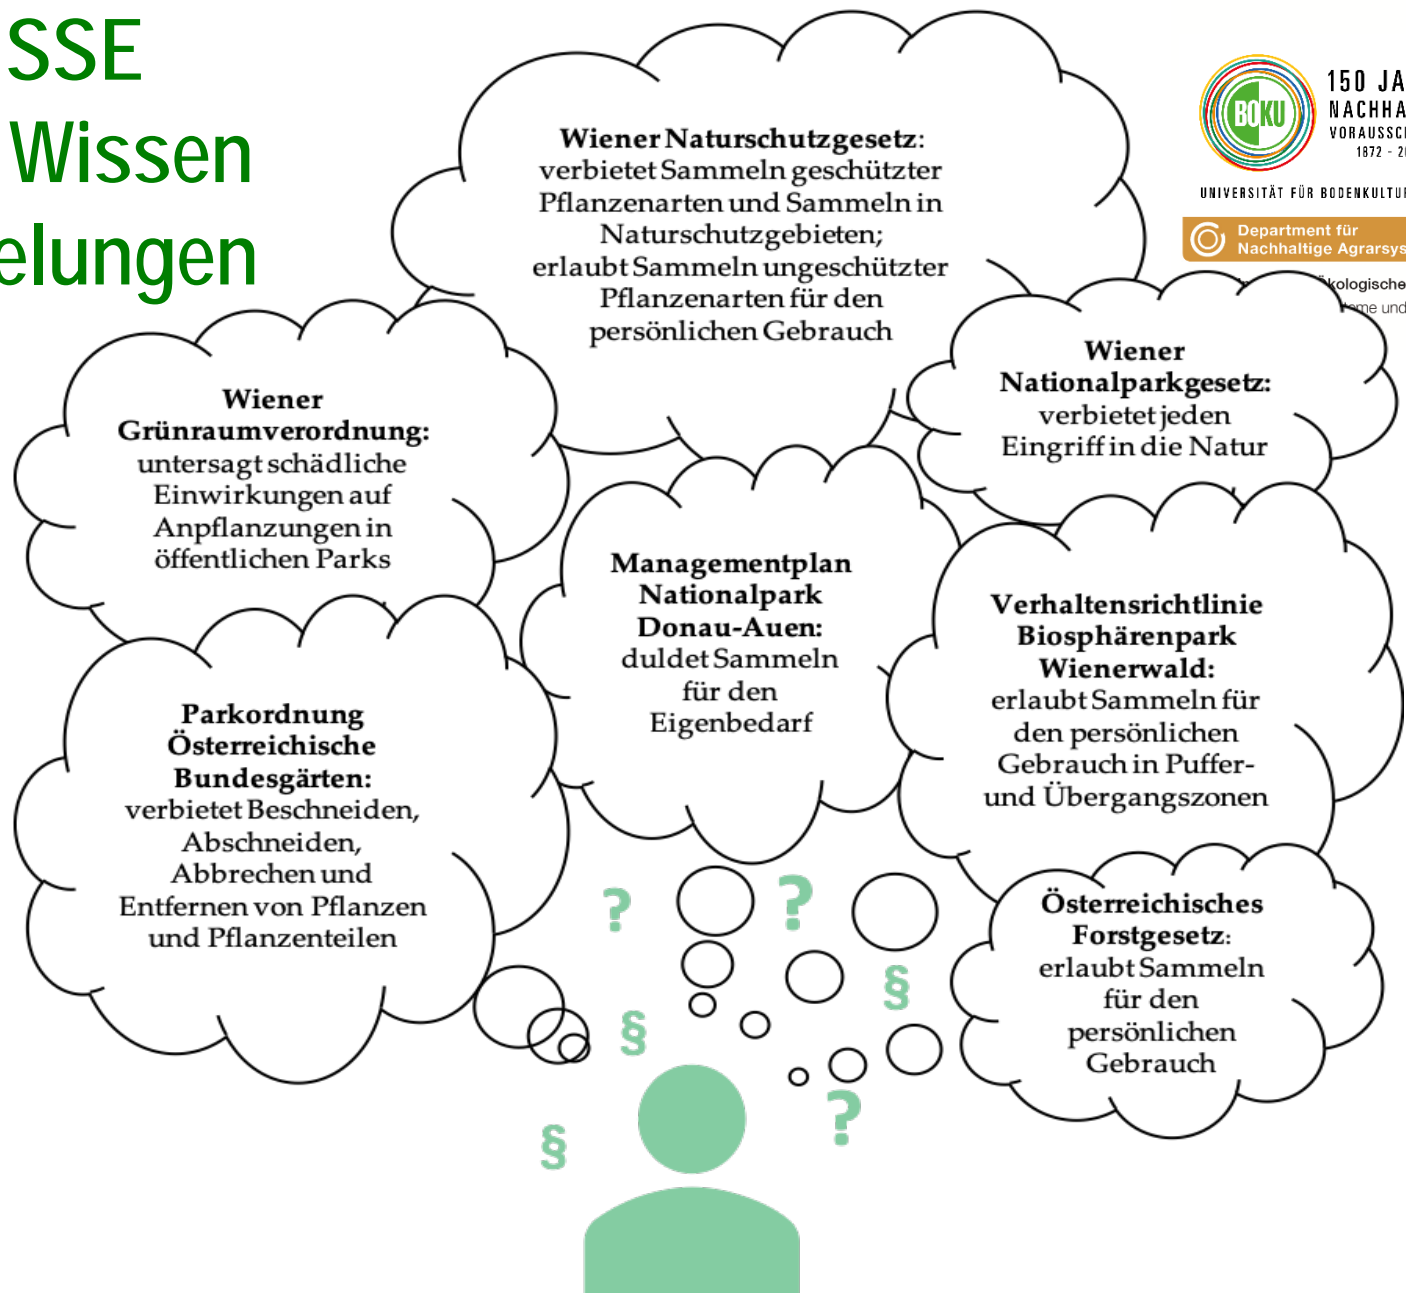 SSE
Wissen
elungen
150 JA
NACHHA
VORAUSSC
1872 - 2
BOKU
UNIVERSITÄT FÜR BODENKULTUR
Department für
Nachhaltige Agrarsys
kologische
eme und
Wiener Naturschutzgesetz:
verbietet Sammeln geschützter
Pflanzenarten und Sammeln in
Naturschutzgebieten;
erlaubt Sammeln ungeschützter
Pflanzenarten für den
persönlichen Gebrauch
Wiener
Nationalparkgesetz:
verbietet jeden
Eingriff in die Natur
Wiener
Grünraumverordnung:
untersagt schädliche
Einwirkungen auf
Anpflanzungen in
öffentlichen Parks
Managementplan
Nationalpark
Donau-Auen:
duldet Sammeln
für den
Eigenbedarf
Verhaltensrichtlinie
Biosphärenpark
Wienerwald:
erlaubt Sammeln für
den persönlichen
Gebrauch in Puffer-
und Übergangszonen
Parkordnung
Österreichische
Bundesgärten:
verbietet Beschneiden,
Abschneiden,
Abbrechen und
Entfernen von Pflanzen
und Pflanzenteilen
Österreichisches
Forstgesetz:
erlaubt Sammeln
für den
persönlichen
Gebrauch
? ?
§
§
?
§